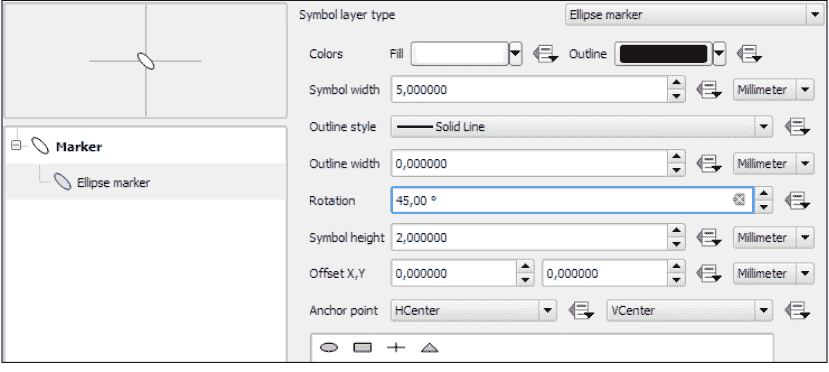 Symbol layer type Ellipse marker
Colors Fill Outline
Symbol width 5,000000 Millimeter
Outline style Solid Line
Marker
Outline width 0,000000 Millimeter
Ellipse marker
Rotation 45,00 °
Symbol height 2,000000 Millimeter
Offset X,Y 0,000000 0,000000 Millimeter
Anchor point HCenter VCenter